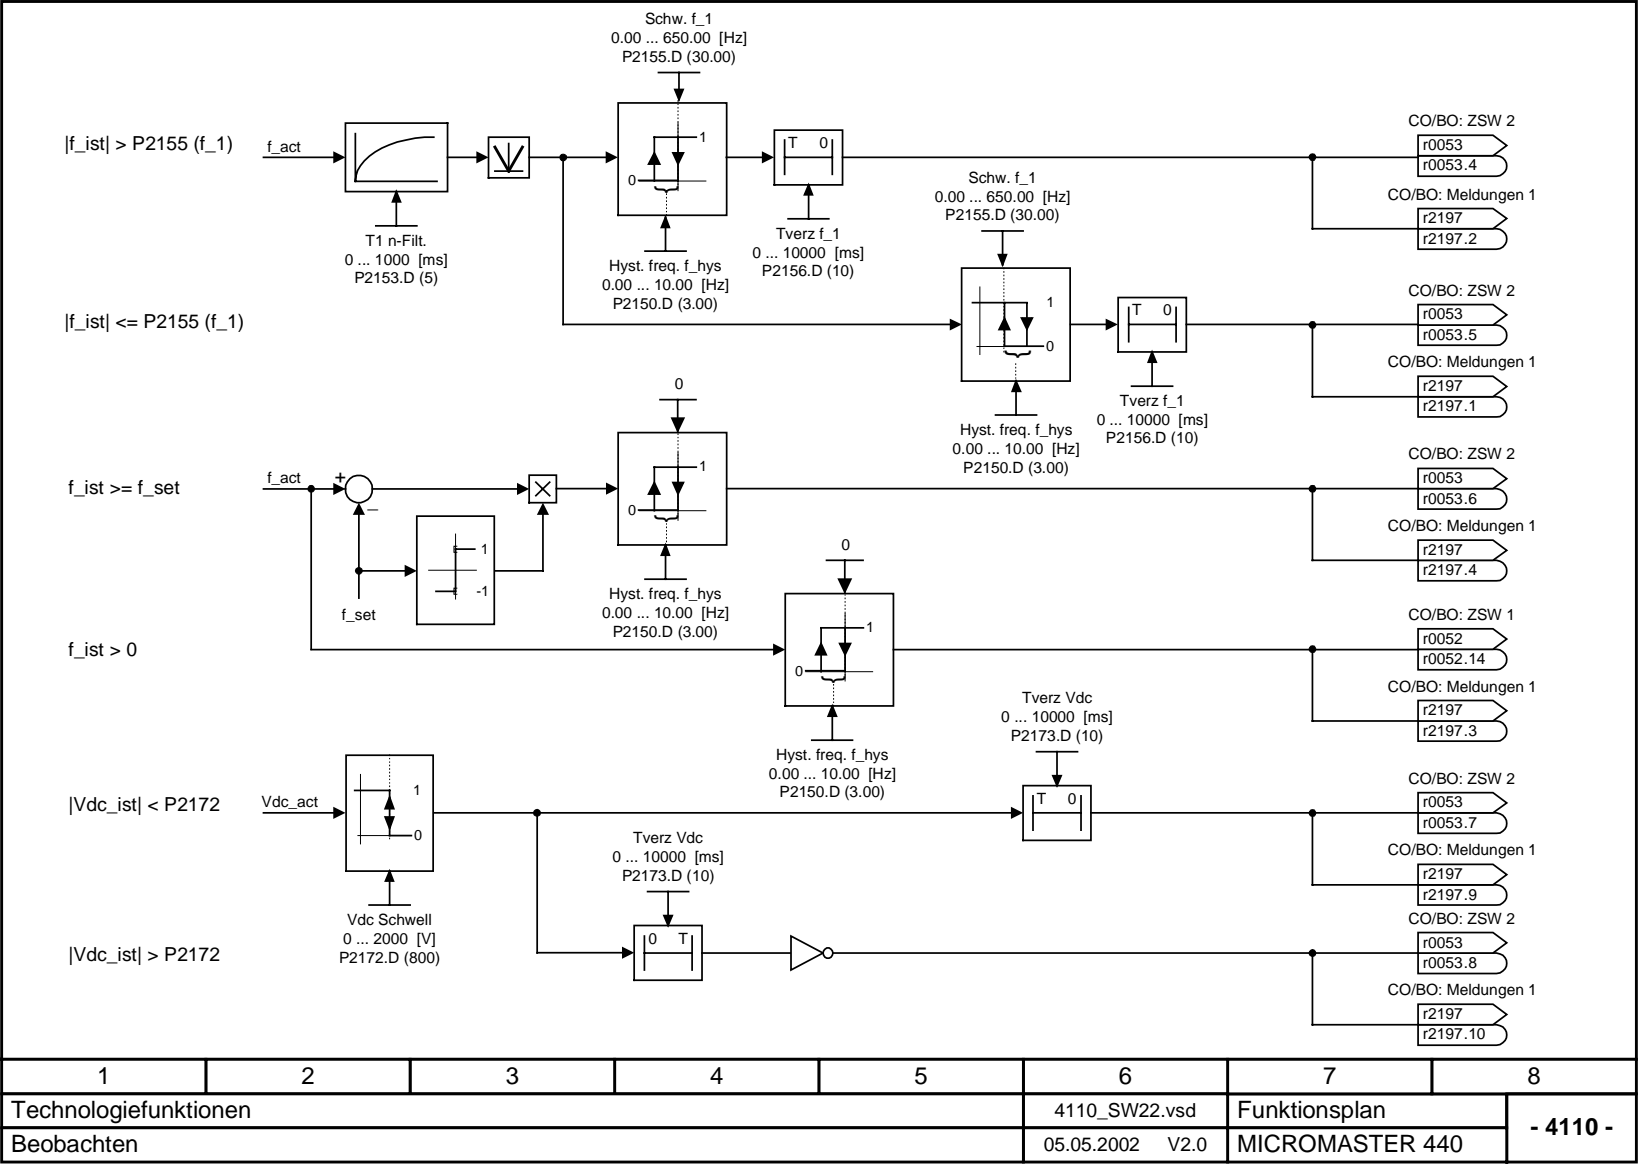 Schw. f_1
0.00 ... 650.00 [Hz]
P2155.D (30.00)
|f_ist| > P2155 (f_1)
f_act
1
0
T 0
CO/BO: ZSW 2
r0053
r0053.4
T1 n-Filt.
0 ... 1000 [ms]
P2153.D (5)
Hyst. freq. f_hys
0.00 ... 10.00 [Hz]
P2150.D (3.00)
Tverz f_1
0 ... 10000 [ms]
P2156.D (10)
Schw. f_1
0.00 ... 650.00 [Hz]
P2155.D (30.00)
CO/BO: Meldungen 1
r2197
r2197.2
|f_ist| <= P2155 (f_1)
1
0
T 0
CO/BO: ZSW 2
r0053
r0053.5
Hyst. freq. f_hys
0.00 ... 10.00 [Hz]
P2150.D (3.00)
Tverz f_1
0 ... 10000 [ms]
P2156.D (10)
CO/BO: Meldungen 1
r2197
r2197.1
f_ist >= f_set
f_act
+
–
f_set
1
-1
0
1
0
Hyst. freq. f_hys
0.00 ... 10.00 [Hz]
P2150.D (3.00)
CO/BO: ZSW 2
r0053
r0053.6
CO/BO: Meldungen 1
r2197
r2197.4
f_ist > 0
0
1
0
Hyst. freq. f_hys
0.00 ... 10.00 [Hz]
P2150.D (3.00)
CO/BO: ZSW 1
r0052
r0052.14
CO/BO: Meldungen 1
r2197
r2197.3
|Vdc_ist| < P2172
Vdc_act
1
0
Vdc Schwell
0 ... 2000 [V]
P2172.D (800)
Tverz Vdc
0 ... 10000 [ms]
P2173.D (10)
T 0
CO/BO: ZSW 2
r0053
r0053.7
CO/BO: Meldungen 1
r2197
r2197.9
|Vdc_ist| > P2172
Tverz Vdc
0 ... 10000 [ms]
P2173.D (10)
0 T
CO/BO: ZSW 2
r0053
r0053.8
CO/BO: Meldungen 1
r2197
r2197.10
1 2 3 4 5 6 7 8
Technologiefunktionen
4110_SW22.vsd
Funktionsplan
- 4110 -
Beobachten
05.05.2002 V2.0
MICROMASTER 440